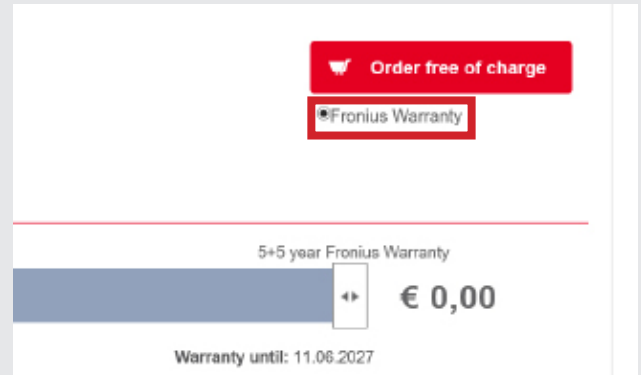 Order free of charge
Fronius Warranty
5+5 year Fronius Warranty
€ 0,00
Warranty until: 11.06.2027